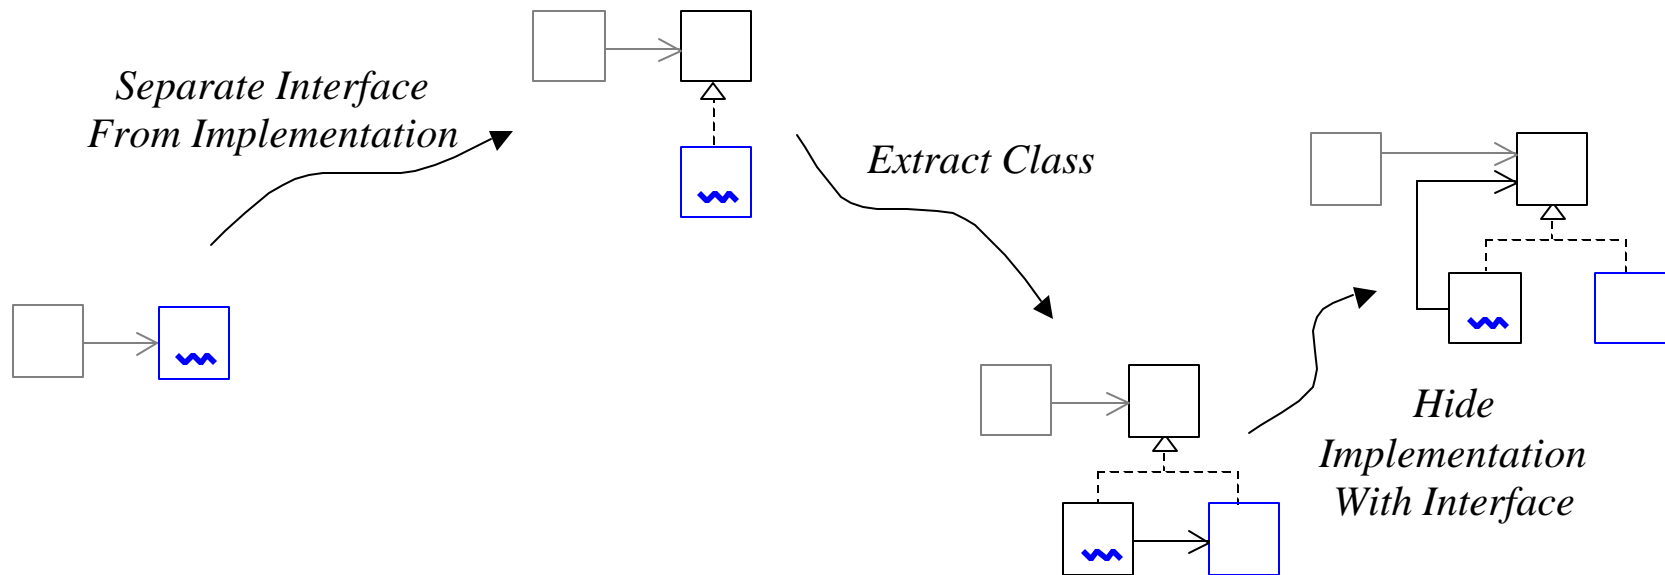 Separate Interface
From Implementation
Extract Class
Hide
Implementation
With Interface